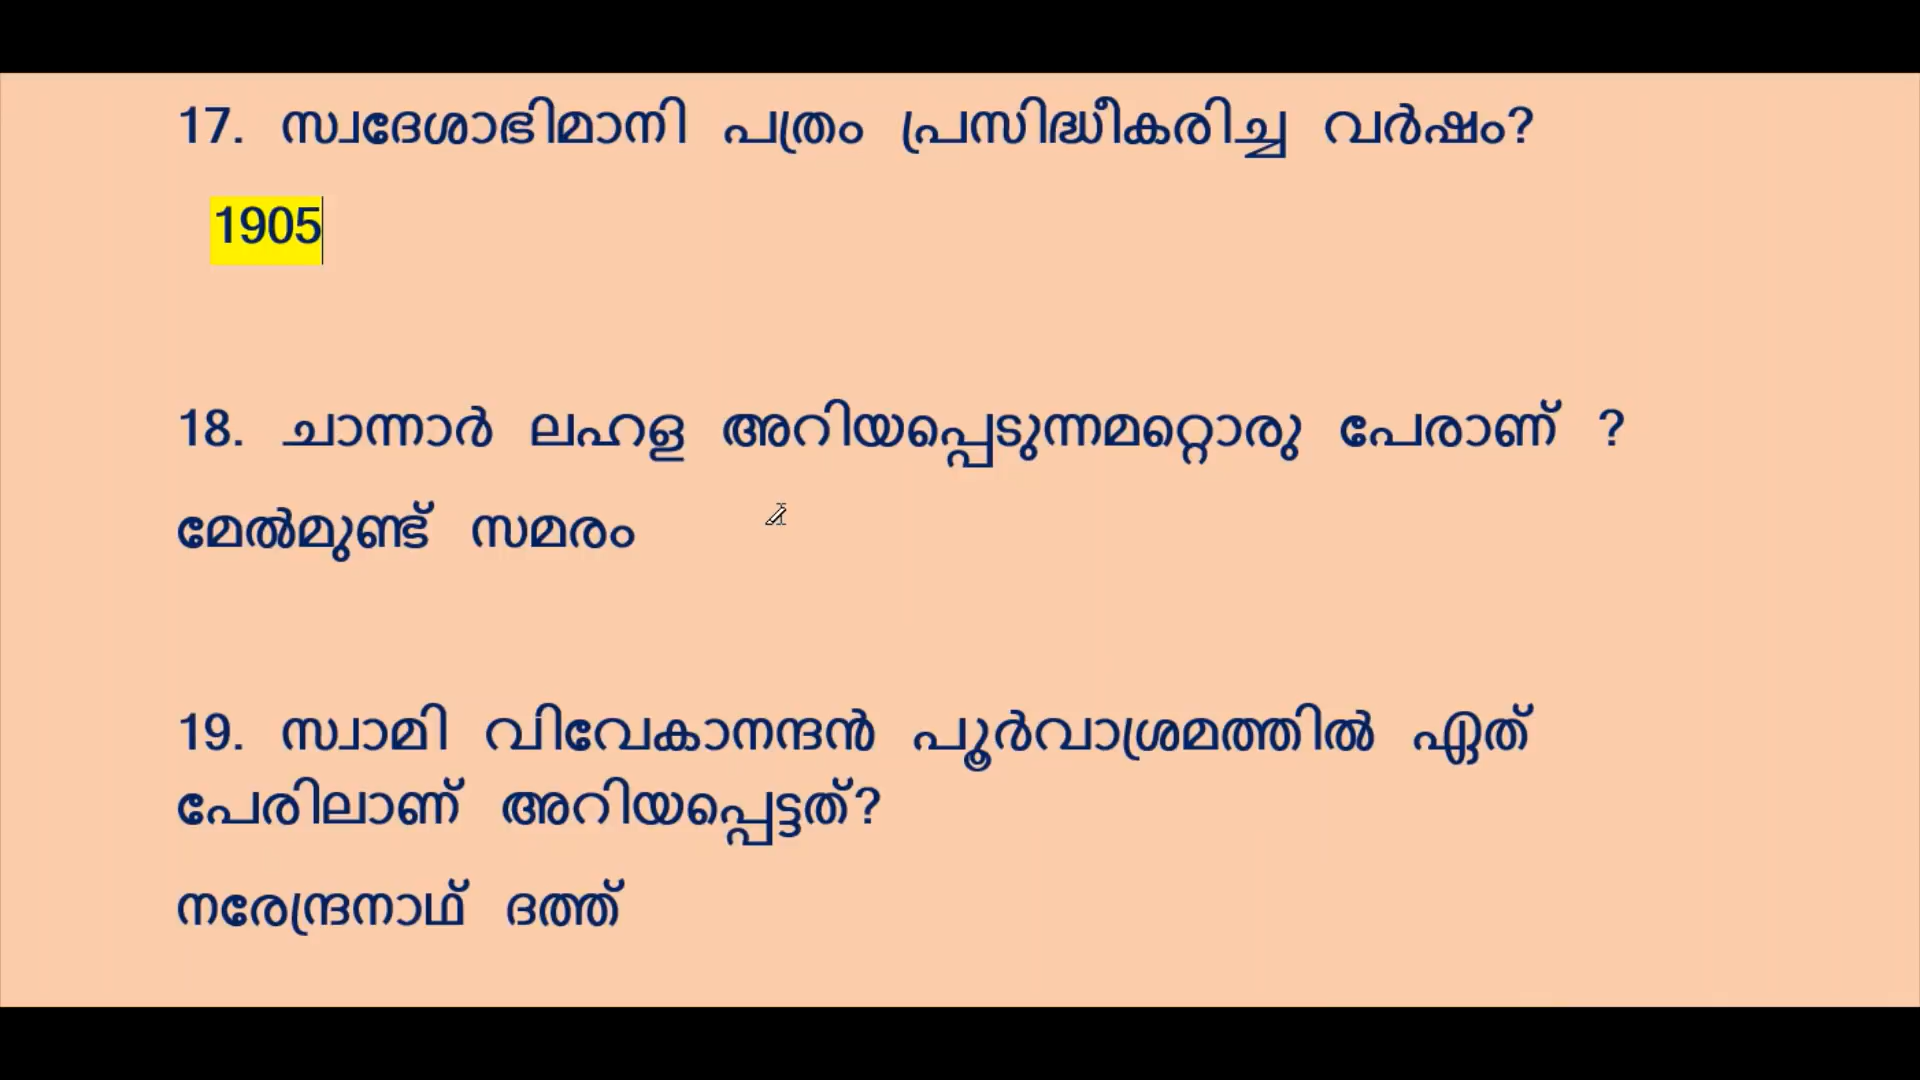 17. സ്വദേശാഭിമാനി പത്രം പ്രസിദ്ധീകരിച്ച വർഷം?
1905
18. ചാന്നാർ ലഹള അറിയപ്പെടുന്നമറ്റൊരു പേരാണ് ?
മേൽമുണ്ട് സമരം
19. സ്വാമി വിവേകാനന്ദൻ പൂർവാശ്രമത്തിൽ ഏത്
പേരിലാണ് അറിയപ്പെട്ടത്?
നരേന്ദ്രനാഥ് ദത്ത്